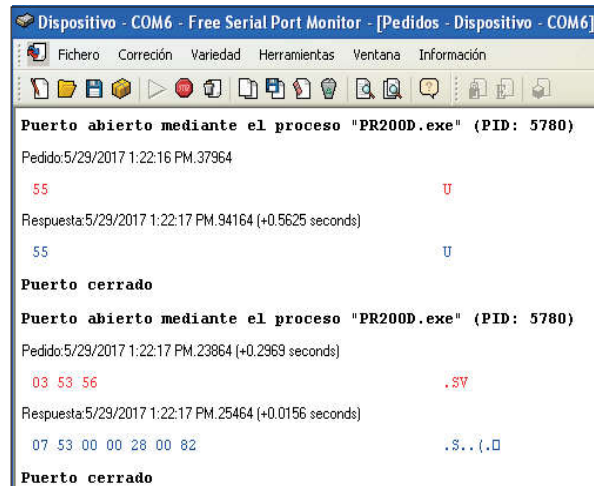 Dispositivo - COM6 - Free Serial Port Monitor - [Pedidos - Dispositivo - COM6]
Fichero Correción Variedad Herramientas Ventana Información
Puerto abierto mediante el proceso "PR200D.exe" (PID: 5780)
Pedido:5/29/2017 1:22:16 PM.37964
55 U
Respuesta:5/29/2017 1:22:17 PM.94164 (+0.5625 seconds)
55 U
Puerto cerrado
Puerto abierto mediante el proceso "PR200D.exe" (PID: 5780)
Pedido:5/29/2017 1:22:17 PM.23864 (+0.2969 seconds)
03 53 56 .SV
Respuesta:5/29/2017 1:22:17 PM.25464 (+0.0156 seconds)
07 53 00 00 28 00 82 .S..(.□
Puerto cerrado